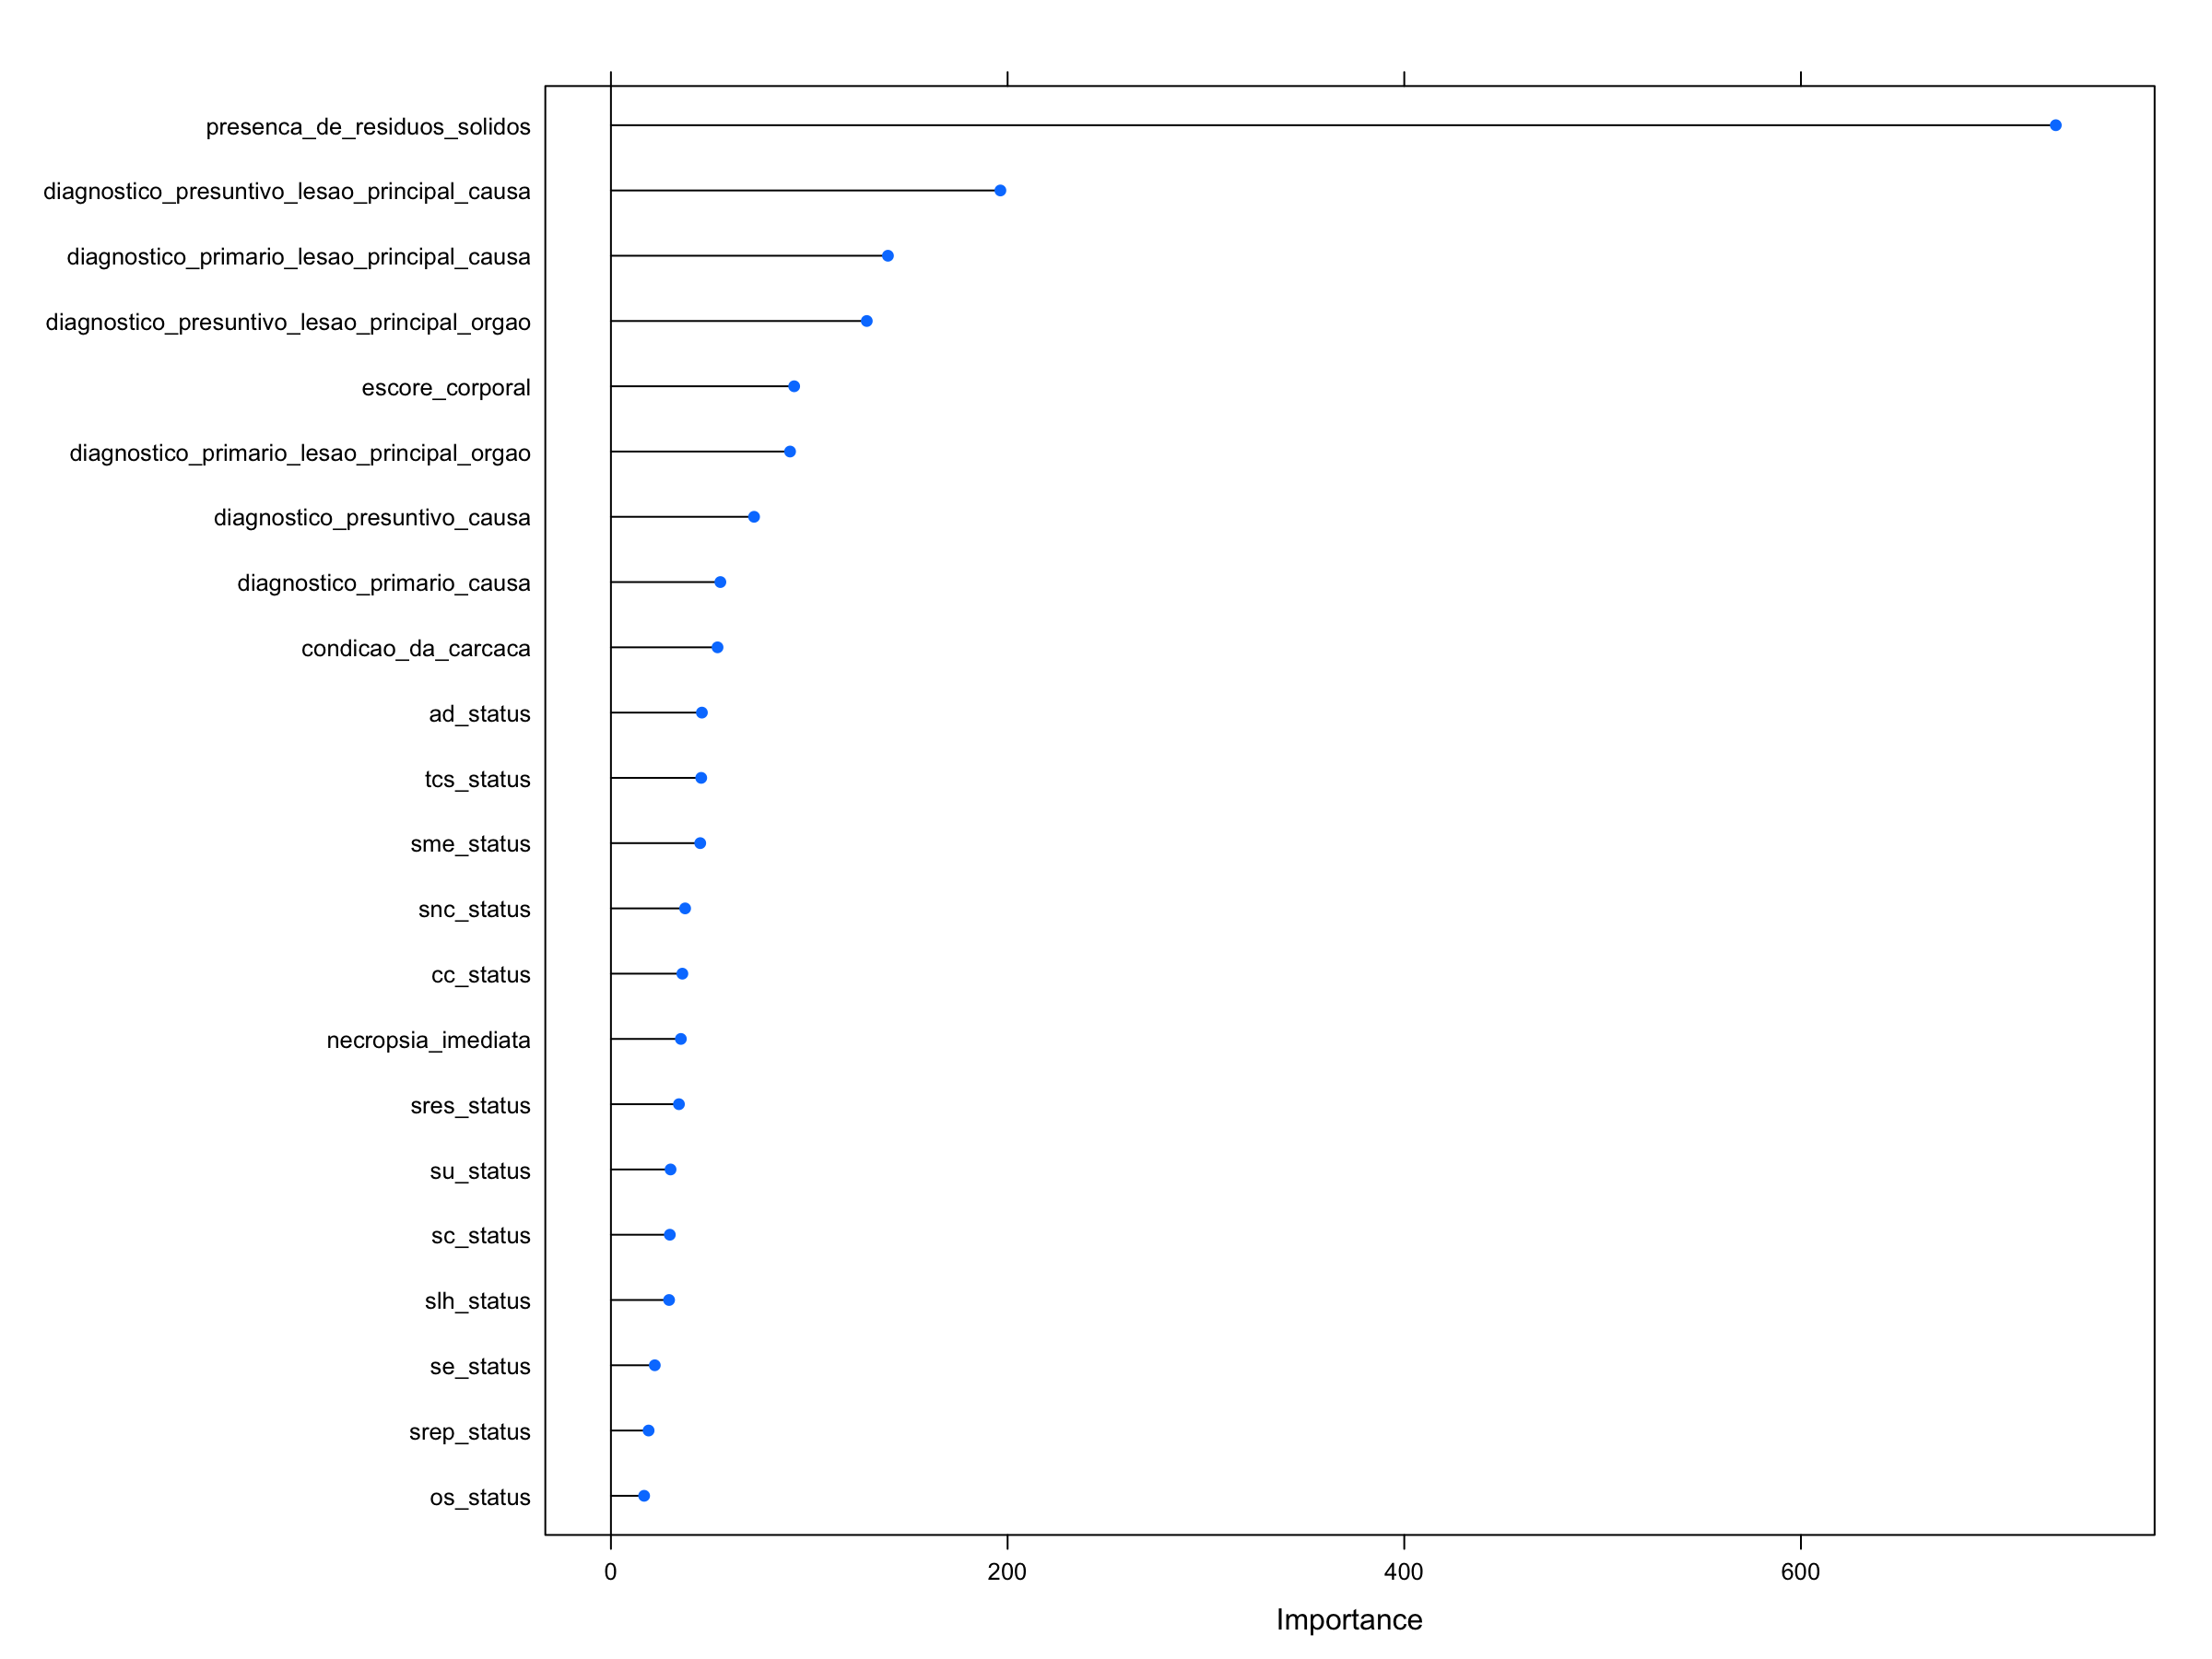 presenca_de_residuos_solidos
diagnostico_presuntivo_lesao_principal_causa
diagnostico_primario_lesao_principal_causa
diagnostico_presuntivo_lesao_principal_orgao
escore_corporal
diagnostico_primario_lesao_principal_orgao
diagnostico_presuntivo_causa
diagnostico_primario_causa
condicao_da_carcaca
ad_status
tcs_status
sme_status
snc_status
cc_status
necropsia_imediata
sres_status
su_status
sc_status
slh_status
se_status
srep_status
os_status
0 200 400 600
Importance